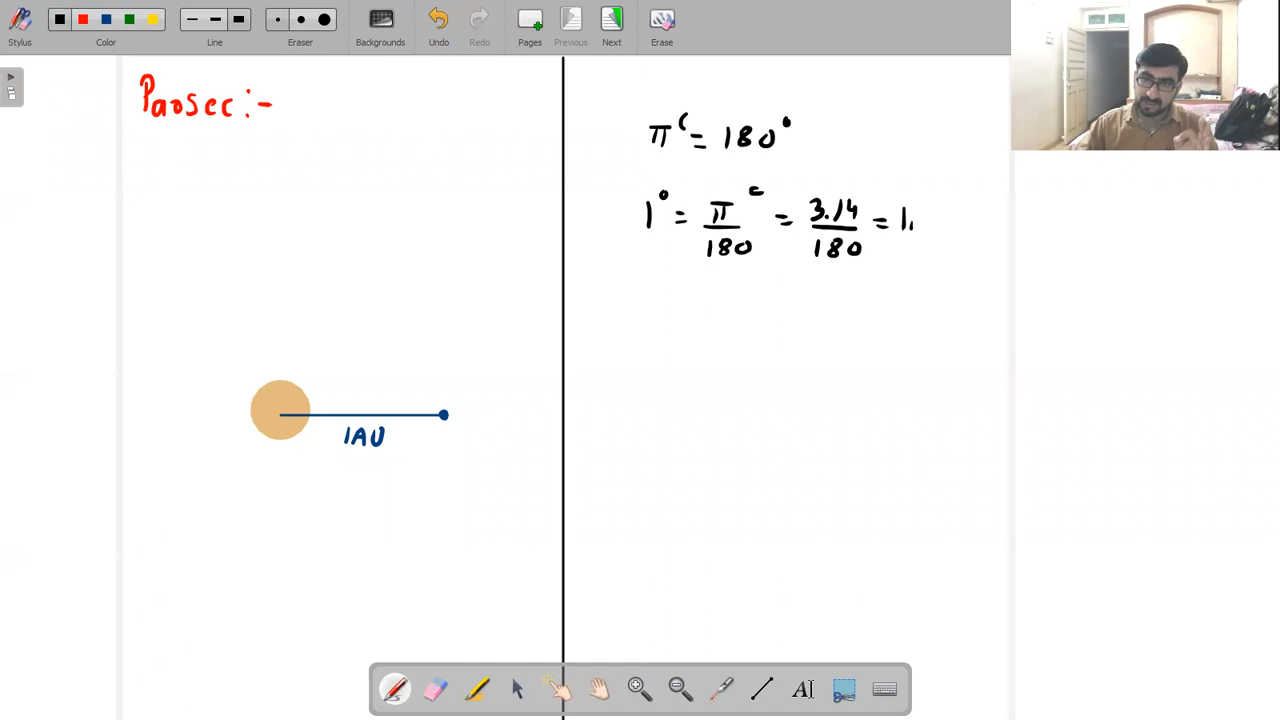 Stylus
Color
Line
Eraser
Backgrounds
Undo
Redo
Pages
Previous
Next
Erase
Parsec :-
π^c = 180°
1° = π/180 ^c = 3.14/180 = 1.
1AU